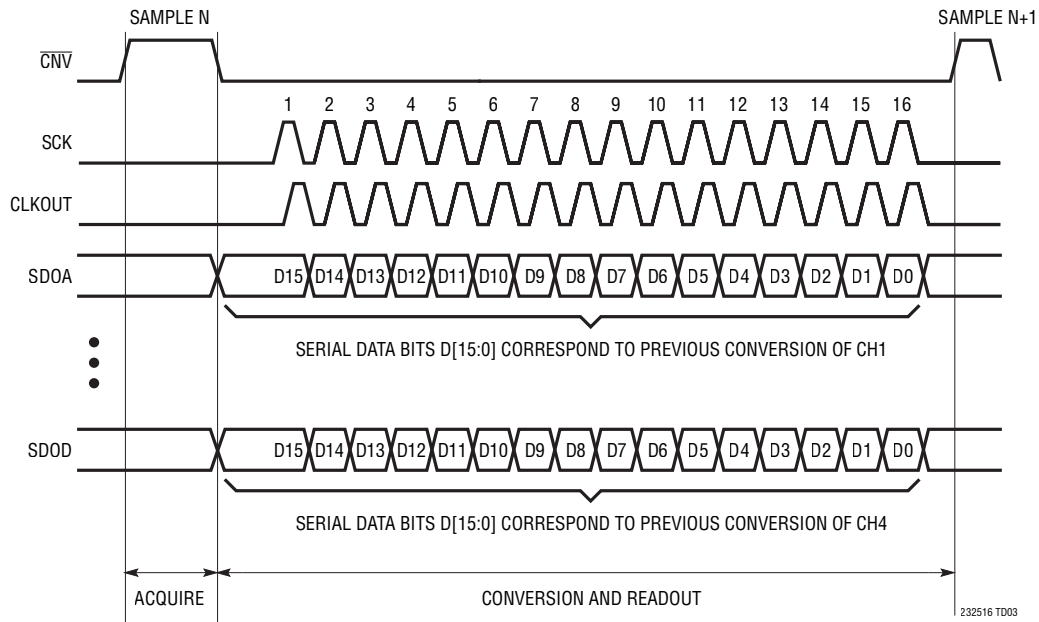 SAMPLE N
SAMPLE N+1
CNV
1 2 3 4 5 6 7 8 9 10 11 12 13 14 15 16
SCK
CLKOUT
SDOA
D15 D14 D13 D12 D11 D10 D9 D8 D7 D6 D5 D4 D3 D2 D1 D0
SERIAL DATA BITS D[15:0] CORRESPOND TO PREVIOUS CONVERSION OF CH1
SDOD
D15 D14 D13 D12 D11 D10 D9 D8 D7 D6 D5 D4 D3 D2 D1 D0
SERIAL DATA BITS D[15:0] CORRESPOND TO PREVIOUS CONVERSION OF CH4
ACQUIRE
CONVERSION AND READOUT
232516 TD03